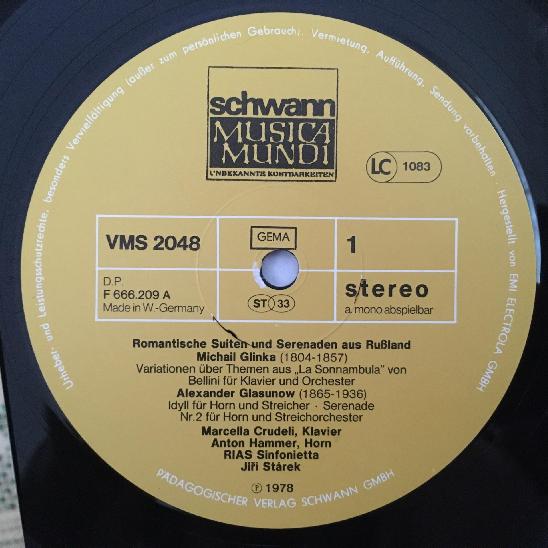 Urheber- und Leistungsschutzrechte, besonders Vervielfältigung (außer zum persönlichen Gebrauch), Vermietung, Aufführung, Sendung vorbehalten · Hergestellt von EMI ELECTROLA GMBH
schwann
MUSICA
MUNDI
UNBEKANNTE KOSTBARKEITEN
LC 1083
VMS 2048
GEMA
1
D.P.
F 666.209 A
Made in W.-Germany
ST 33
stereo
a. mono abspielbar
Romantische Suiten und Serenaden aus Rußland
Michail Glinka (1804-1857)
Variationen über Themen aus „La Sonnambula" von
Bellini für Klavier und Orchester
Alexander Glasunow (1865-1936)
Idyll für Horn und Streicher · Serenade
Nr. 2 für Horn und Streichorchester
Marcella Crudeli, Klavier
Anton Hammer, Horn
RIAS Sinfonietta
Jiří Stárek
℗ 1978
PÄDAGOGISCHER VERLAG SCHWANN GMBH